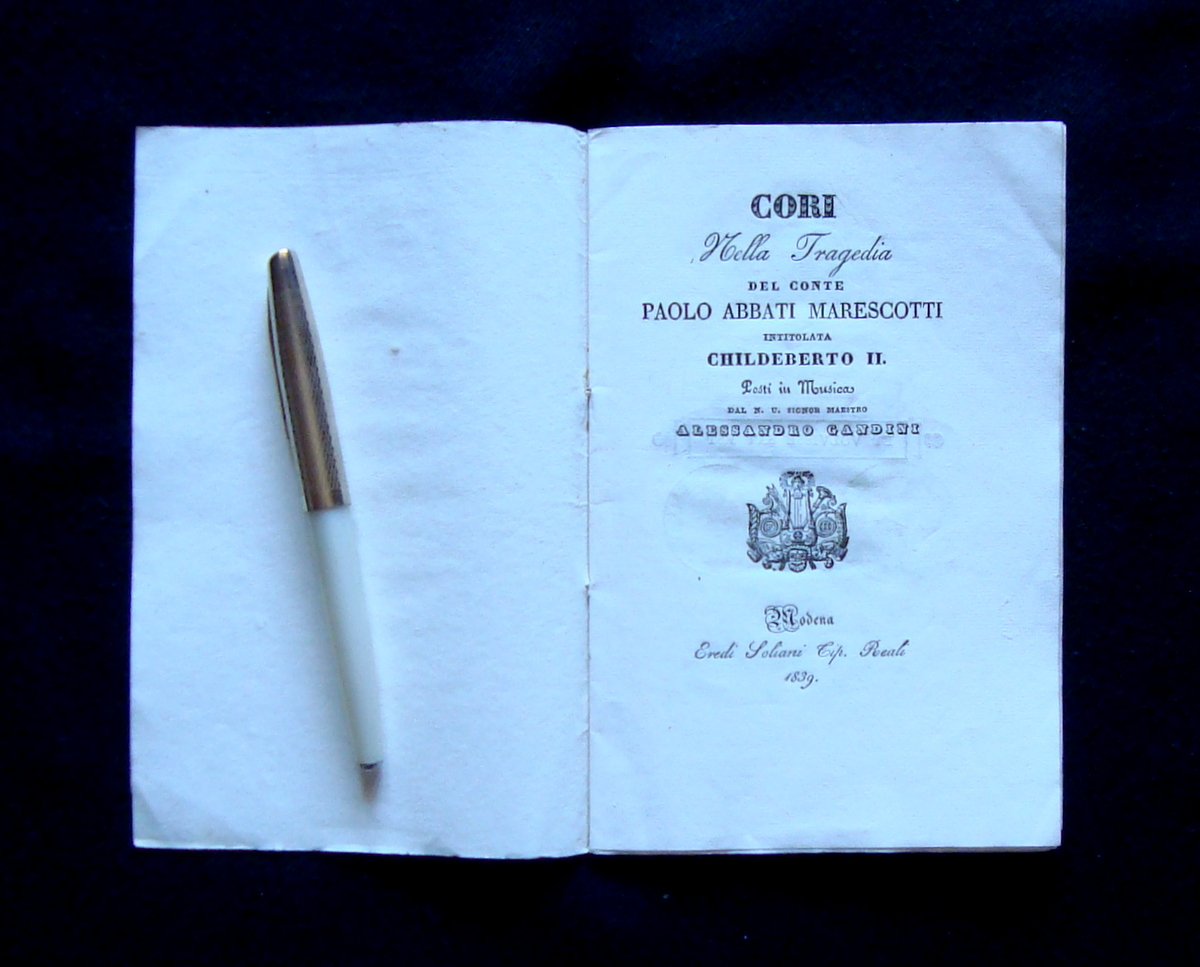 CORI
Nella Tragedia
DEL CONTE
PAOLO ABBATI MARESCOTTI
INTITOLATA
CHILDEBERTO II.
Posti in Musica
DAL N. U. SIGNOR MAESTRO
ALESSANDRO GANDINI
Modena
Eredi Soliani Tip. Reali
1839.